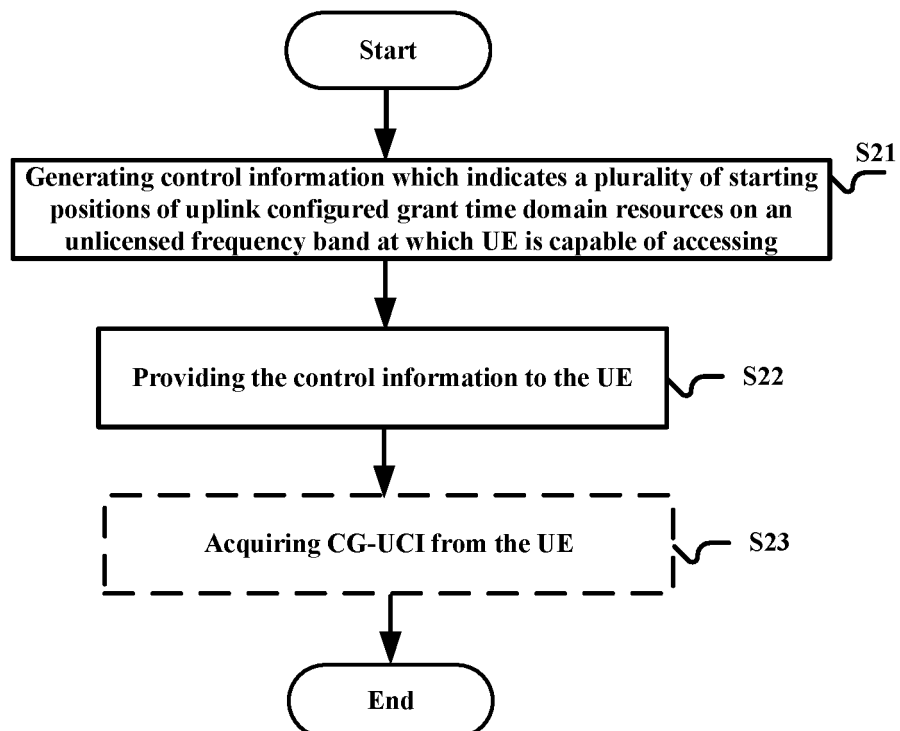 Start
S21
Generating control information which indicates a plurality of starting
positions of uplink configured grant time domain resources on an
unlicensed frequency band at which UE is capable of accessing
Providing the control information to the UE
S22
Acquiring CG-UCI from the UE
S23
End